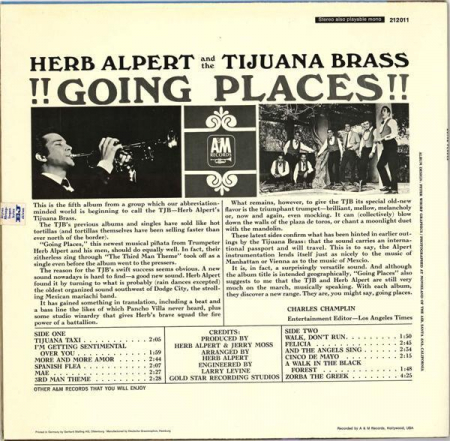 Stereo also playable mono 212011
HERB ALPERT and the TIJUANA BRASS
!!GOING PLACES!!
A&M
RECORDS
This is the fifth album from a group which our abbreviation-
minded world is beginning to call the TJB—Herb Alpert's
Tijuana Brass.
The TJB's previous albums and singles have sold like hot
tortillas (and tortillas themselves have been selling faster than
ever north of the border).
"Going Places," this newest musical piñata from Trumpeter
Herb Alpert and his men, should do equally well. In fact, their
zitherless sing through "The Third Man Theme" took off as a
single even before the album went to the pressers.
The reason for the TJB's swift success seems obvious. A new
sound nowadays is hard to find—a good new sound. Herb Alpert
found it by turning to what is probably (rain dances excepted)
the oldest organized sound southwest of Dodge City, the stroll-
ing Mexican mariachi band.
It has gained something in translation, including a beat and
a bass line the likes of which Pancho Villa never heard, plus
some studio wizardry that gives Herb's brave squad the fire
power of a battalion.
What remains, however, to give the TJB its special old-new
flavor is the triumphant trumpet—brilliant, mellow, melancholy
or, now and again, even mocking. It can (collectively) blow
down the walls of the plaza de toros, or chant a moonlight duet
with the mandolin.
These latest sides confirm what has been hinted in earlier out-
ings by the Tijuana Brass: that the sound carries an interna-
tional passport and will travel. This is to say, the Alpert
instrumentation lends itself just as nicely to the music of
Manhattan or Vienna as to the music of Mexico.
It is, in fact, a surprisingly versatile sound. And although
the album title is intended geographically, "Going Places" also
suggests to me that the TJB and Herb Alpert are still very
much on the march, musically speaking. With each album,
they discover a new range. They are, you might say, going places.
CHARLES CHAMPLIN
Entertainment Editor—Los Angeles Times
SIDE ONE
TIJUANA TAXI 2:05
I'M GETTING SENTIMENTAL
OVER YOU 1:59
MORE AND MORE AMOR 2:44
SPANISH FLEA 2:07
MAE 2:27
3RD MAN THEME 2:28
CREDITS:
PRODUCED BY
HERB ALPERT & JERRY MOSS
ARRANGED BY
HERB ALPERT
ENGINEERED BY
LARRY LEVINE
GOLD STAR RECORDING STUDIOS
SIDE TWO
WALK, DON'T RUN 1:50
FELICIA 2:45
AND THE ANGELS SING 2:54
CINCO DE MAYO 2:15
A WALK IN THE BLACK
FOREST 1:48
ZORBA THE GREEK 4:25
OTHER A&M RECORDS THAT YOU WILL ENJOY
Recorded by A & M Records, Hollywood, USA